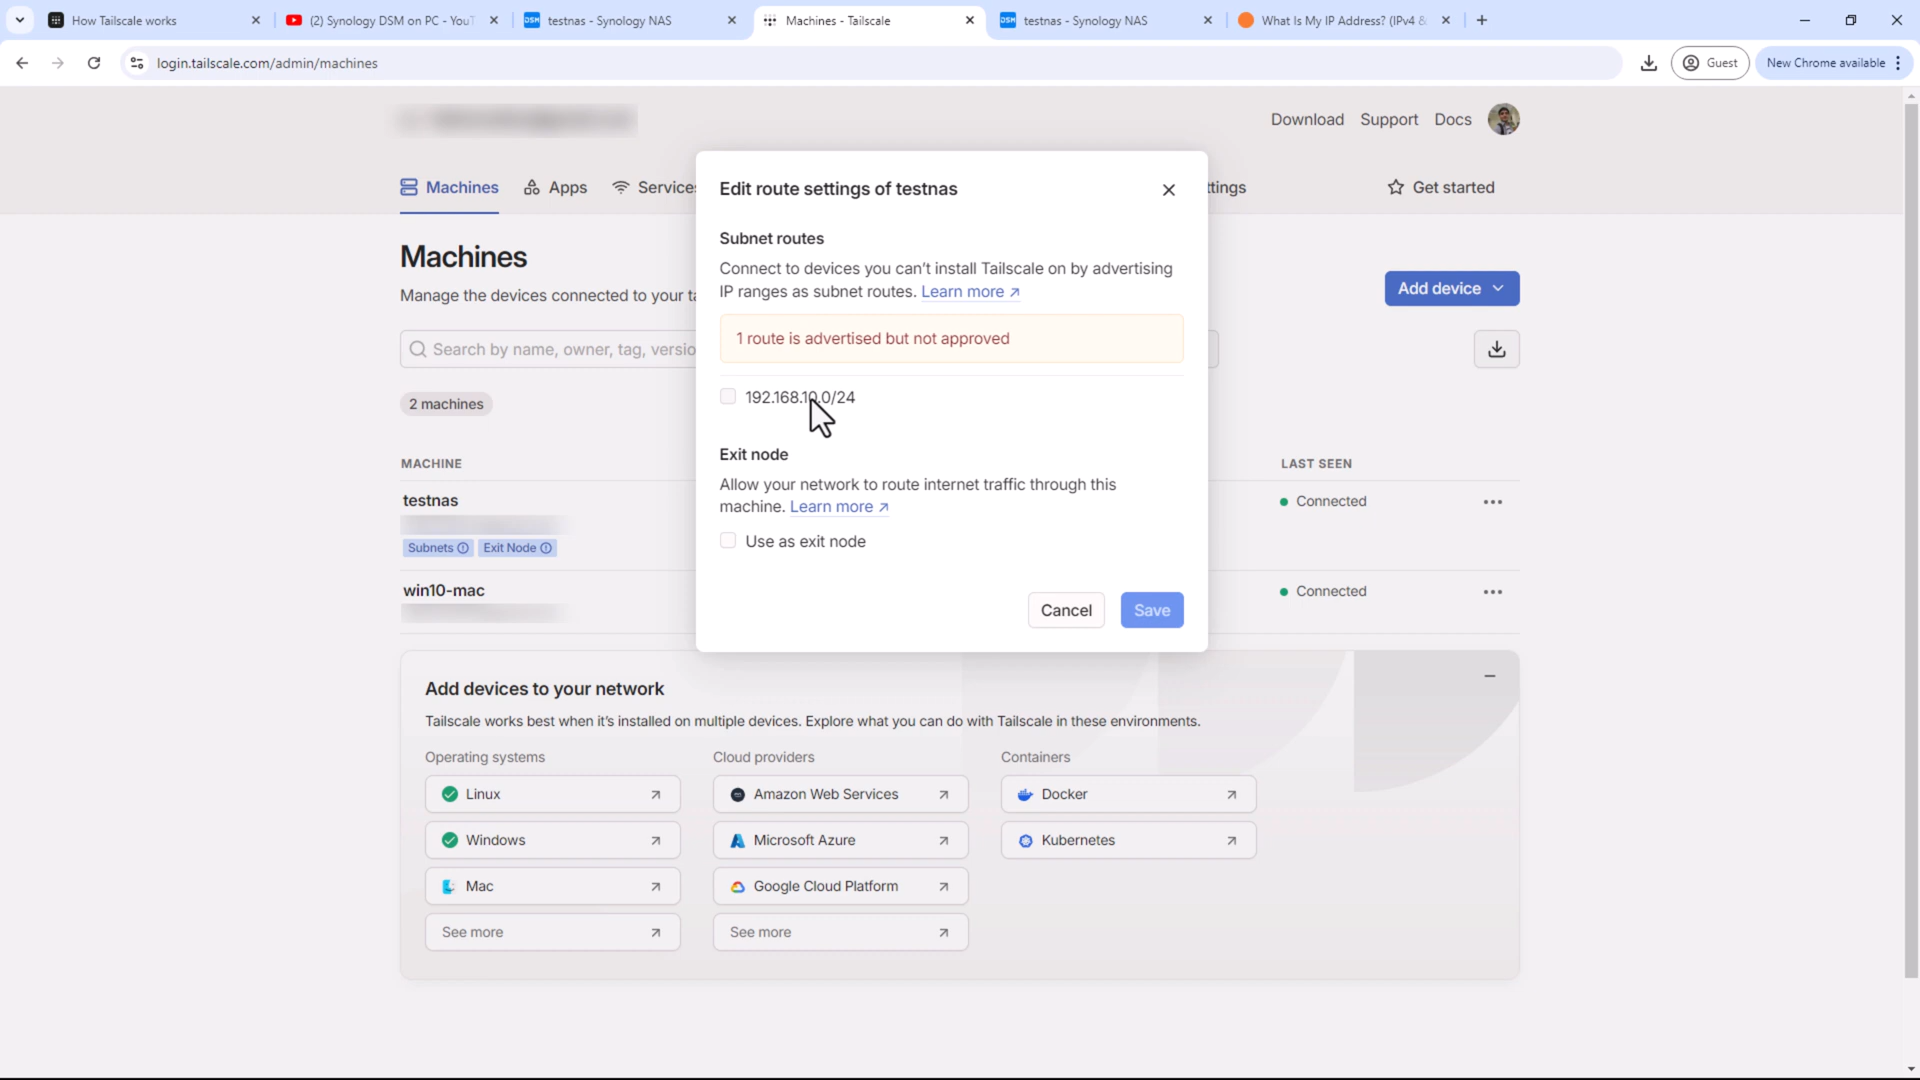 How Tailscale works
(2) Synology DSM on PC - YouT
testnas - Synology NAS
Machines - Tailscale
testnas - Synology NAS
What Is My IP Address? (IPv4 &
login.tailscale.com/admin/machines
Guest
New Chrome available
Download
Support
Docs
Machines
Apps
Services
ttings
Get started
Machines
Manage the devices connected to your ta
Add device
Search by name, owner, tag, versio
2 machines
MACHINE
LAST SEEN
testnas
Connected
Subnets
Exit Node
win10-mac
Connected
Edit route settings of testnas
Subnet routes
Connect to devices you can't install Tailscale on by advertising
IP ranges as subnet routes. Learn more ↗
1 route is advertised but not approved
192.168.10.0/24
Exit node
Allow your network to route internet traffic through this
machine. Learn more ↗
Use as exit node
Cancel
Save
Add devices to your network
Tailscale works best when it's installed on multiple devices. Explore what you can do with Tailscale in these environments.
Operating systems
Cloud providers
Containers
Linux
Amazon Web Services
Docker
Windows
Microsoft Azure
Kubernetes
Mac
Google Cloud Platform
See more
See more